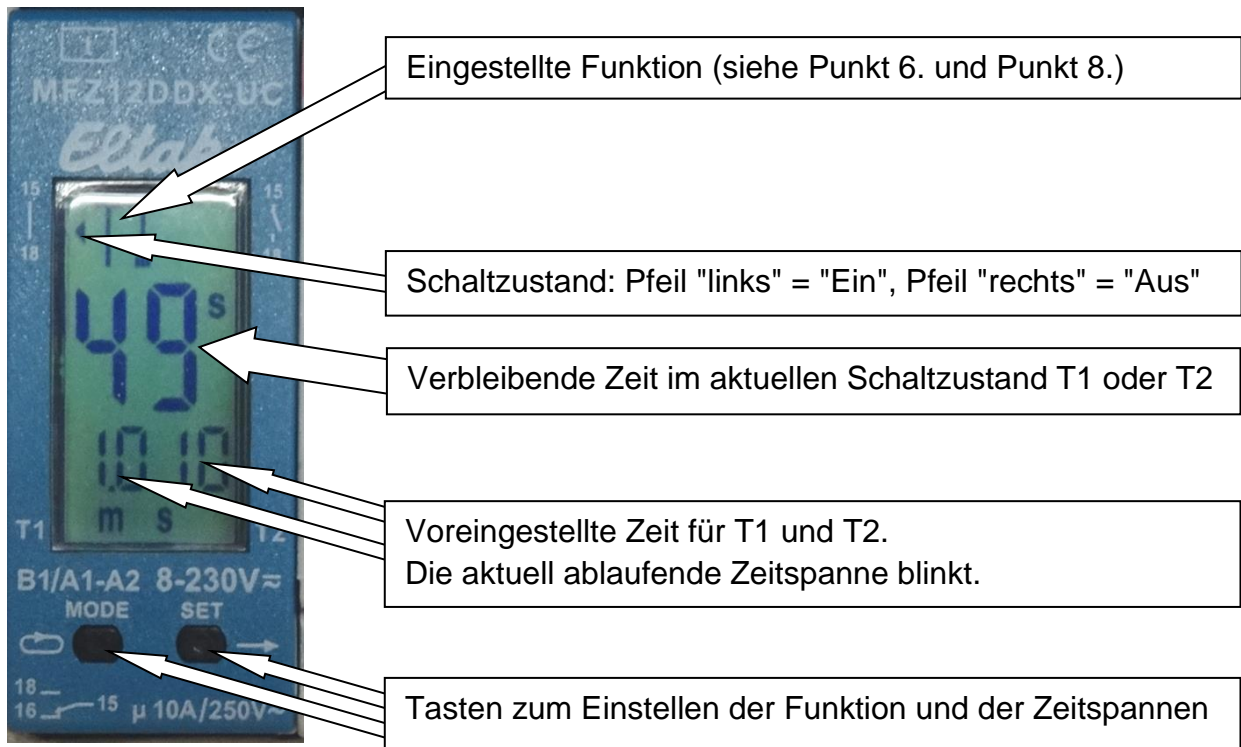 1
CE
MFZ12DDX-UC
Eingestellte Funktion (siehe Punkt 6. und Punkt 8.)
Eltako
15
15
18
18
Schaltzustand: Pfeil "links" = "Ein", Pfeil "rechts" = "Aus"
49 s
Verbleibende Zeit im aktuellen Schaltzustand T1 oder T2
1.0 10
m s
T1
T2
Voreingestellte Zeit für T1 und T2.
Die aktuell ablaufende Zeitspanne blinkt.
B1/A1-A2 8-230V
MODE SET
Tasten zum Einstellen der Funktion und der Zeitspannen
18
16 15 µ 10A/250V~